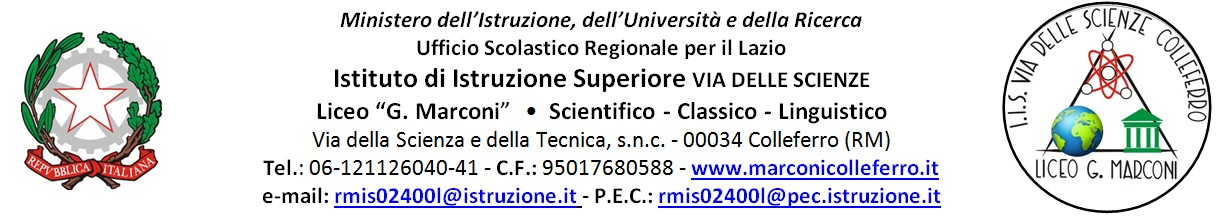 Ministero dell'Istruzione, dell'Università e della Ricerca
Ufficio Scolastico Regionale per il Lazio
Istituto di Istruzione Superiore VIA DELLE SCIENZE
Liceo "G. Marconi" • Scientifico - Classico - Linguistico
Via della Scienza e della Tecnica, s.n.c. - 00034 Colleferro (RM)
Tel.: 06-121126040-41 - C.F.: 95017680588 - www.marconicolleferro.it
e-mail: rmis02400l@istruzione.it - P.E.C.: rmis02400l@pec.istruzione.it
REPVBBLICA ITALIANA
I.I.S. VIA DELLE SCIENZE COLLEFERRO
LICEO G. MARCONI